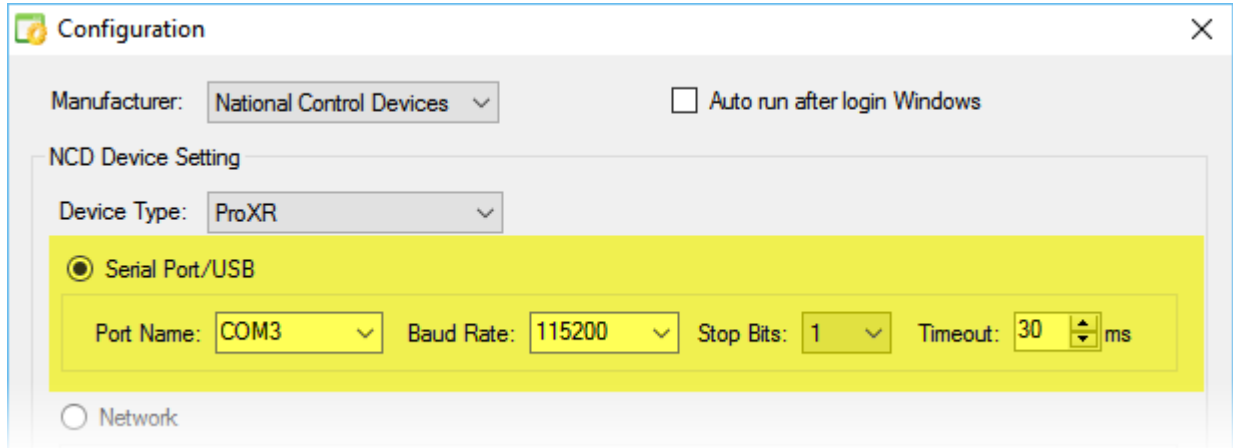 Configuration
Manufacturer: National Control Devices Auto run after login Windows
NCD Device Setting
Device Type: ProXR
Serial Port/USB
Port Name: COM3 Baud Rate: 115200 Stop Bits: 1 Timeout: 30 ms
Network